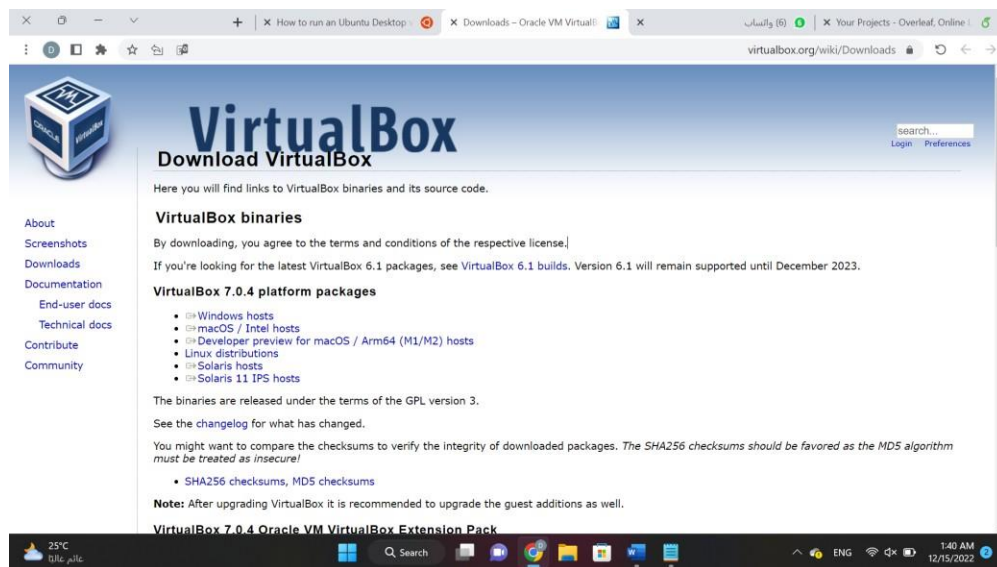 How to run an Ubuntu Desktop
Downloads – Oracle VM VirtualB
(6) واتساب
Your Projects - Overleaf, Online L
D
virtualbox.org/wiki/Downloads
ORACLE
VirtualBox
VirtualBox
search...
Login Preferences
Download VirtualBox
Here you will find links to VirtualBox binaries and its source code.
About
Screenshots
Downloads
Documentation
End-user docs
Technical docs
Contribute
Community
VirtualBox binaries
By downloading, you agree to the terms and conditions of the respective license.
If you're looking for the latest VirtualBox 6.1 packages, see VirtualBox 6.1 builds. Version 6.1 will remain supported until December 2023.
VirtualBox 7.0.4 platform packages
Windows hosts
macOS / Intel hosts
Developer preview for macOS / Arm64 (M1/M2) hosts
Linux distributions
Solaris hosts
Solaris 11 IPS hosts
The binaries are released under the terms of the GPL version 3.
See the changelog for what has changed.
You might want to compare the checksums to verify the integrity of downloaded packages. The SHA256 checksums should be favored as the MD5 algorithm
must be treated as insecure!
SHA256 checksums, MD5 checksums
Note: After upgrading VirtualBox it is recommended to upgrade the guest additions as well.
VirtualBox 7.0.4 Oracle VM VirtualBox Extension Pack
25°C
غائم غالبًا
Search
ENG
1:40 AM
12/15/2022
2